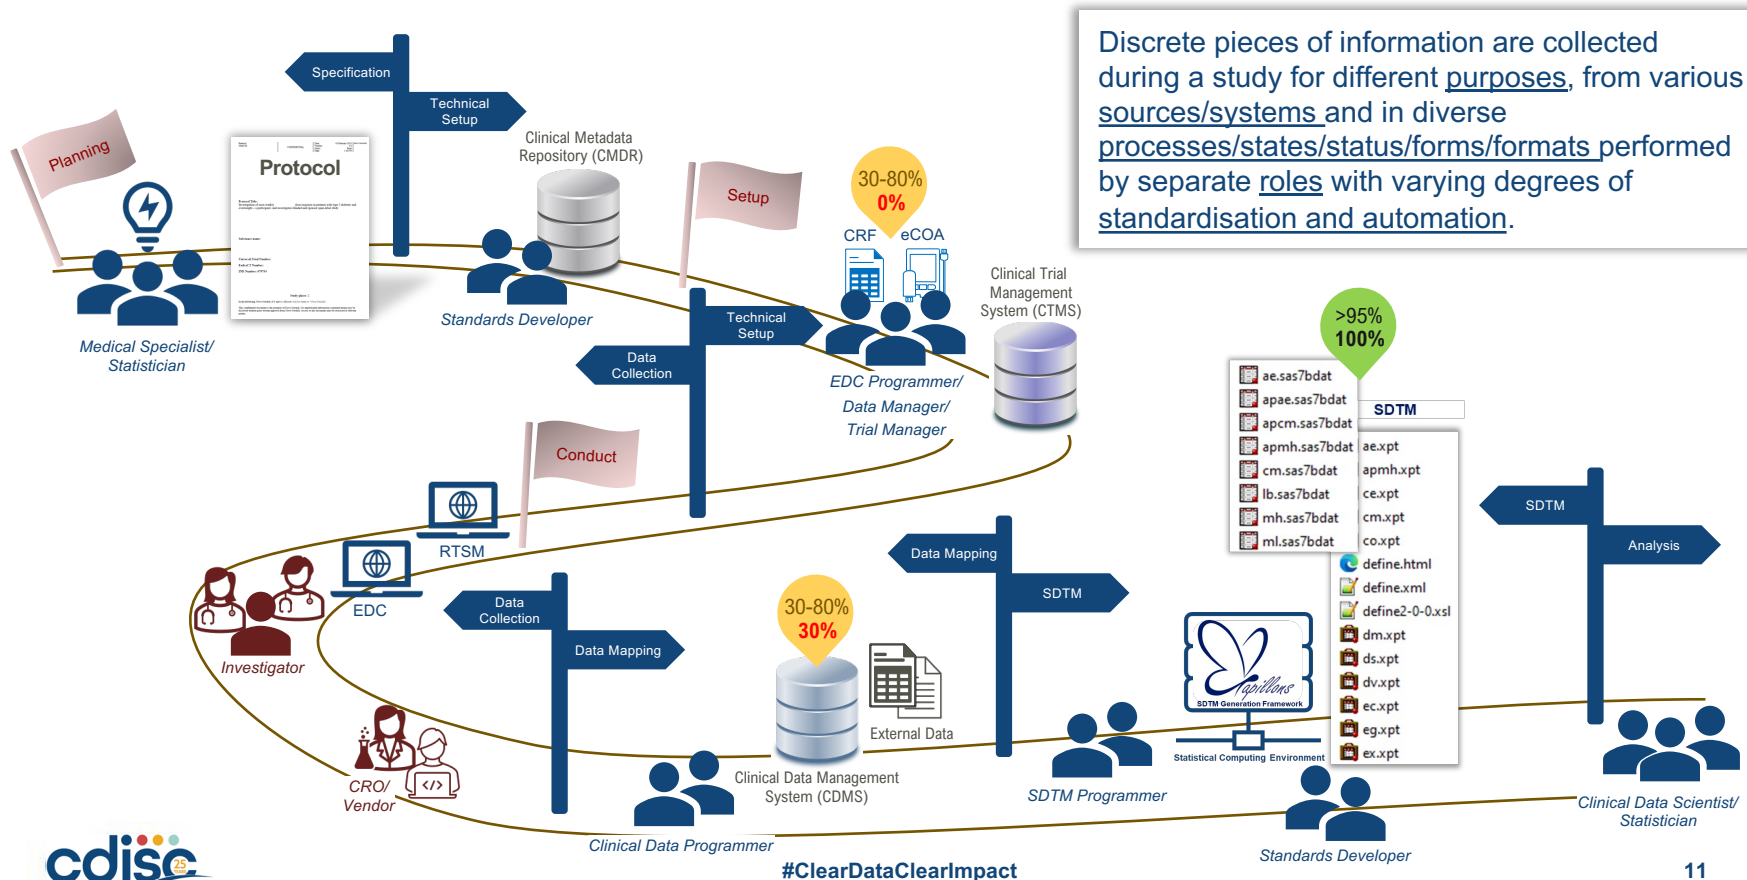 Discrete pieces of information are collected
during a study for different purposes, from various
sources/systems and in diverse
processes/states/status/forms/formats performed
by separate roles with varying degrees of
standardisation and automation.
Specification
Technical
Setup
Planning
Protocol
Clinical Metadata
Repository (CMDR)
Setup
30-80%
0%
CRF
eCOA
Medical Specialist/
Statistician
Standards Developer
Technical
Setup
Data
Collection
Clinical Trial
Management
System (CTMS)
EDC Programmer/
Data Manager/
Trial Manager
Conduct
RTSM
EDC
Investigator
CRO/
Vendor
Data
Collection
Data Mapping
30-80%
30%
External Data
Clinical Data Management
System (CDMS)
Clinical Data Programmer
Data Mapping
SDTM
SDTM Programmer
Papillons
SDTM Generation Framework
Statistical Computing Environment
Standards Developer
>95%
100%
ae.sas7bdat
apae.sas7bdat
apcm.sas7bdat
apmh.sas7bdat
cm.sas7bdat
lb.sas7bdat
mh.sas7bdat
ml.sas7bdat
SDTM
ae.xpt
apmh.xpt
ce.xpt
cm.xpt
co.xpt
define.html
define.xml
define2-0-0.xsl
dm.xpt
ds.xpt
dv.xpt
ec.xpt
eg.xpt
ex.xpt
SDTM
Analysis
Clinical Data Scientist/
Statistician
cdisc
25
YEARS
#ClearDataClearImpact
11